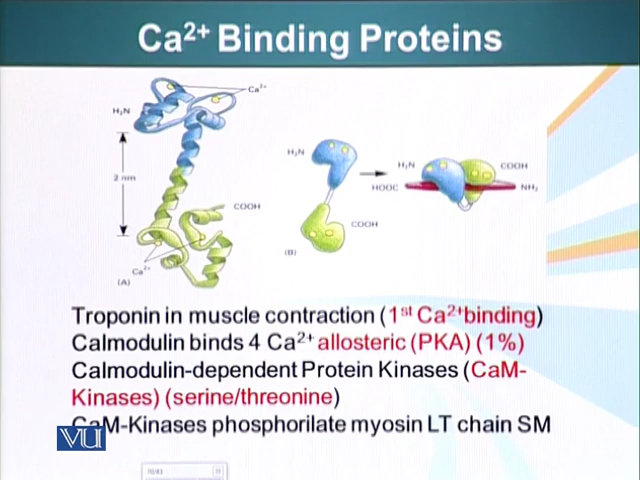 Ca²⁺ Binding Proteins
H₂N
Ca²⁺
2 nm
COOH
Ca²⁺
(A)
H₂N
COOH
(B)
H₂N
COOH
HOOC
NH₂
Troponin in muscle contraction (1st Ca²⁺binding)
Calmodulin binds 4 Ca²⁺ allosteric (PKA) (1%)
Calmodulin-dependent Protein Kinases (CaM-
Kinases) (serine/threonine)
CaM-Kinases phosphorilate myosin LT chain SM
VU